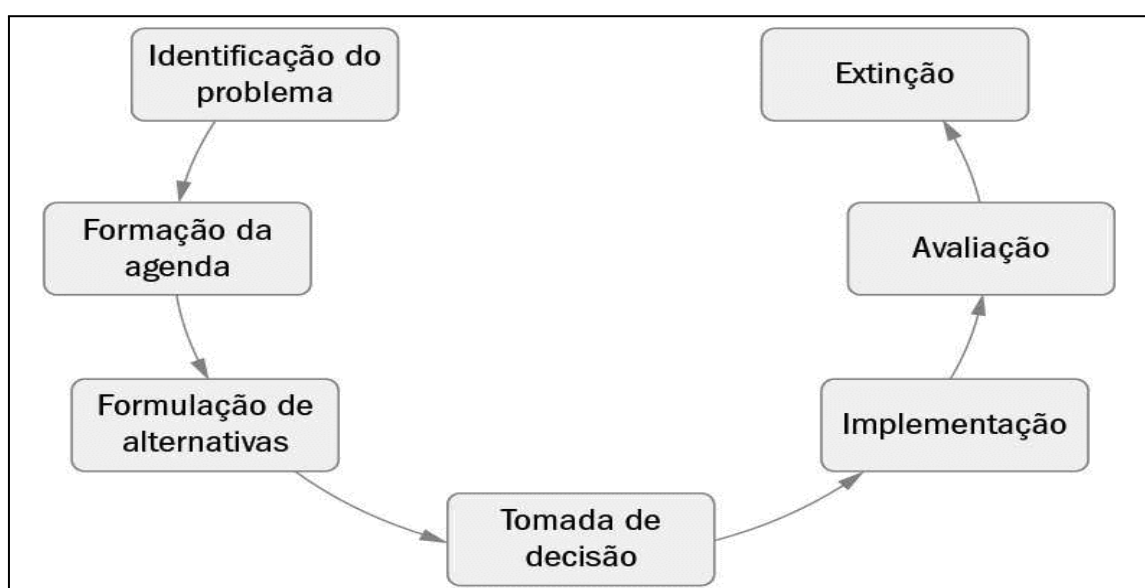 Identificação do
problema
Formação da
agenda
Formulação de
alternativas
Tomada de
decisão
Implementação
Avaliação
Extinção